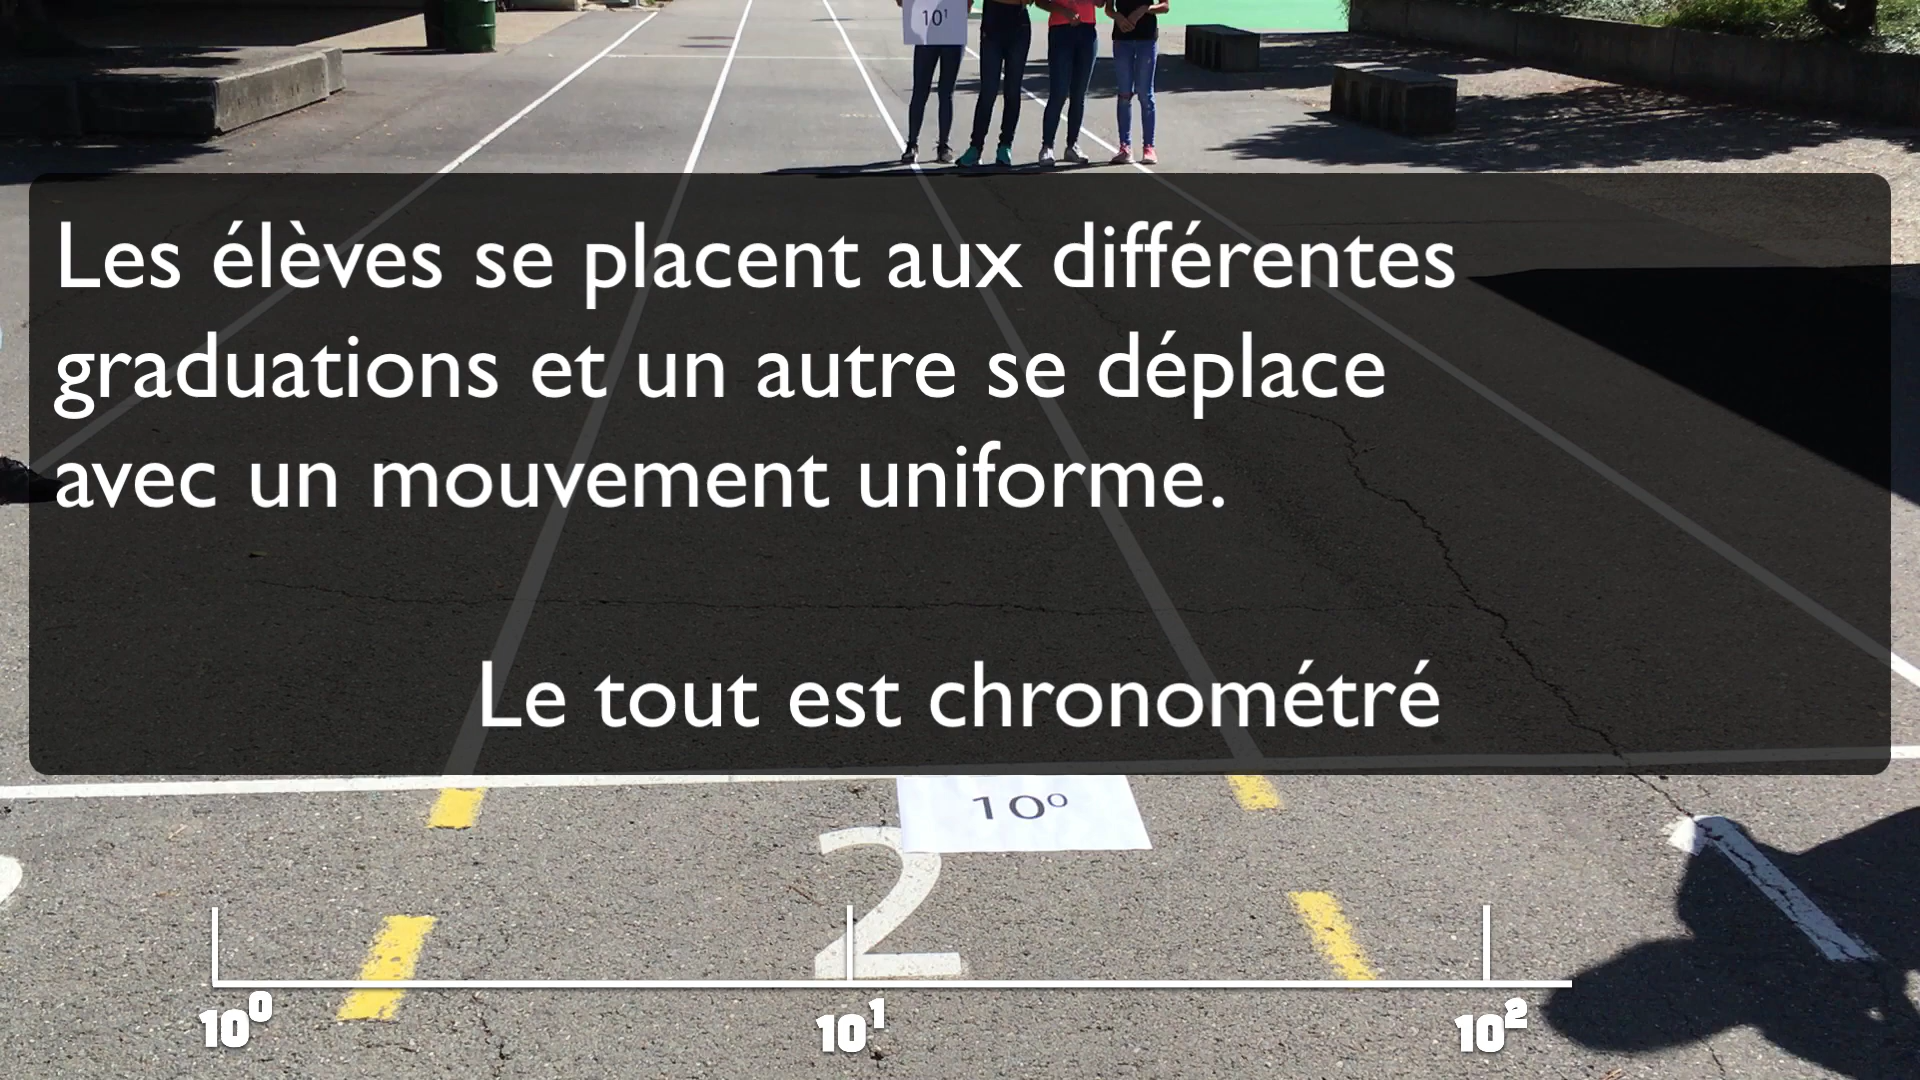 10¹
Les élèves se placent aux différentes
graduations et un autre se déplace
avec un mouvement uniforme.
Le tout est chronométré
10⁰
2
10⁰ 10¹ 10²